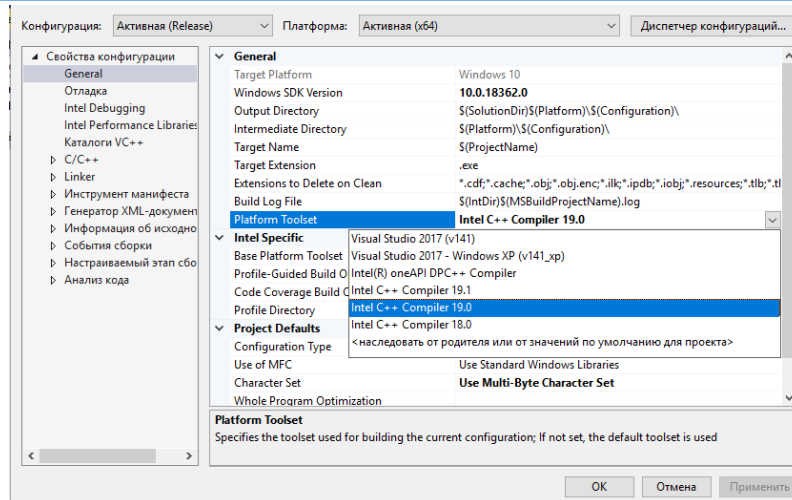 Конфигурация: Активная (Release) Платформа: Активная (x64) Диспетчер конфигураций...
Свойства конфигурации
General
Отладка
Intel Debugging
Intel Performance Libraries
Каталоги VC++
C/C++
Linker
Инструмент манифеста
Генератор XML-документ
Информация об исходно
События сборки
Настраиваемый этап сбо
Анализ кода
General
Target Platform Windows 10
Windows SDK Version 10.0.18362.0
Output Directory $(SolutionDir)$(Platform)\$(Configuration)\
Intermediate Directory $(Platform)\$(Configuration)\
Target Name $(ProjectName)
Target Extension .exe
Extensions to Delete on Clean *.cdf;*.cache;*.obj;*.obj.enc;*.ilk;*.ipdb;*.iobj;*.resources;*.tlb;*.tl
Build Log File $(IntDir)$(MSBuildProjectName).log
Platform Toolset Intel C++ Compiler 19.0
Intel Specific
Base Platform Toolset
Profile-Guided Build O
Code Coverage Build C
Profile Directory
Visual Studio 2017 (v141)
Visual Studio 2017 - Windows XP (v141_xp)
Intel(R) oneAPI DPC++ Compiler
Intel C++ Compiler 19.1
Intel C++ Compiler 19.0
Intel C++ Compiler 18.0
<наследовать от родителя или от значений по умолчанию для проекта>
Project Defaults
Configuration Type
Use of MFC Use Standard Windows Libraries
Character Set Use Multi-Byte Character Set
Whole Program Optimization
Platform Toolset
Specifies the toolset used for building the current configuration; If not set, the default toolset is used
OK Отмена Применить